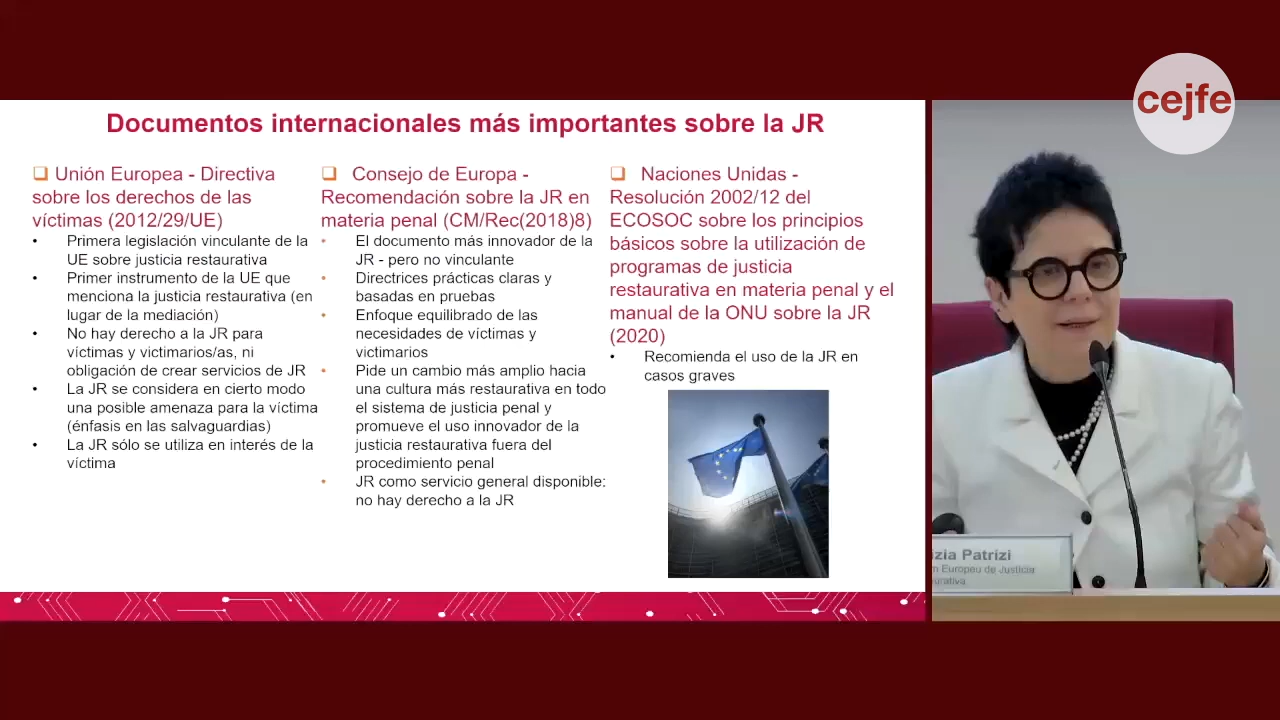 cejfe
Documentos internacionales más importantes sobre la JR
❑ Unión Europea - Directiva
sobre los derechos de las
víctimas (2012/29/UE)
• Primera legislación vinculante de la
UE sobre justicia restaurativa
• Primer instrumento de la UE que
menciona la justicia restaurativa (en
lugar de la mediación)
• No hay derecho a la JR para
víctimas y victimarios/as, ni
obligación de crear servicios de JR
• La JR se considera en cierto modo
una posible amenaza para la víctima
(énfasis en las salvaguardias)
• La JR sólo se utiliza en interés de la
víctima
❑ Consejo de Europa -
Recomendación sobre la JR en
materia penal (CM/Rec(2018)8)
• El documento más innovador de la
JR - pero no vinculante
• Directrices prácticas claras y
basadas en pruebas
• Enfoque equilibrado de las
necesidades de víctimas y
victimarios
• Pide un cambio más amplio hacia
una cultura más restaurativa en todo
el sistema de justicia penal y
promueve el uso innovador de la
justicia restaurativa fuera del
procedimiento penal
• JR como servicio general disponible:
no hay derecho a la JR
❑ Naciones Unidas -
Resolución 2002/12 del
ECOSOC sobre los principios
básicos sobre la utilización de
programas de justicia
restaurativa en materia penal y el
manual de la ONU sobre la JR
(2020)
• Recomienda el uso de la JR en
casos graves
izia Patrizi
m Europeu de Justícia
urativa